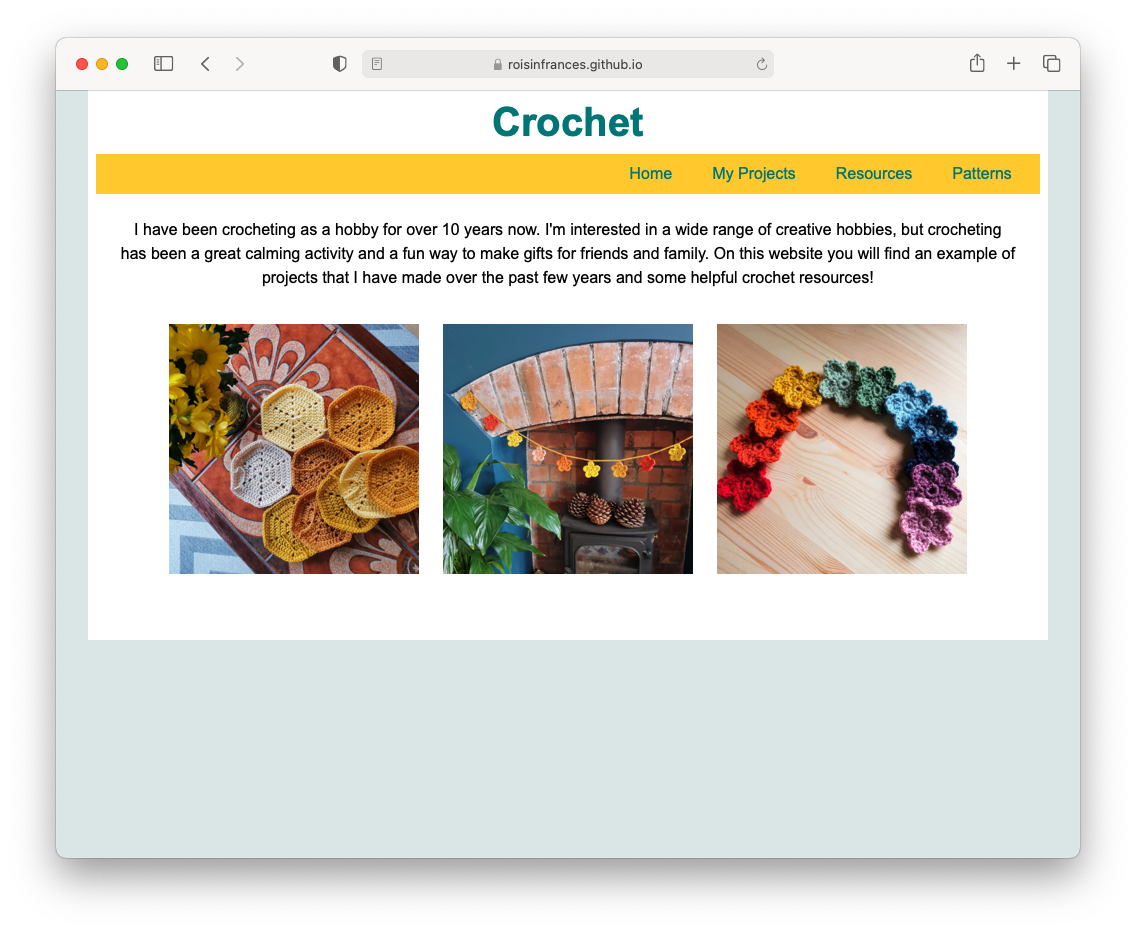 roisinfrances.github.io
Crochet
Home My Projects Resources Patterns
I have been crocheting as a hobby for over 10 years now. I'm interested in a wide range of creative hobbies, but crocheting
has been a great calming activity and a fun way to make gifts for friends and family. On this website you will find an example of
projects that I have made over the past few years and some helpful crochet resources!